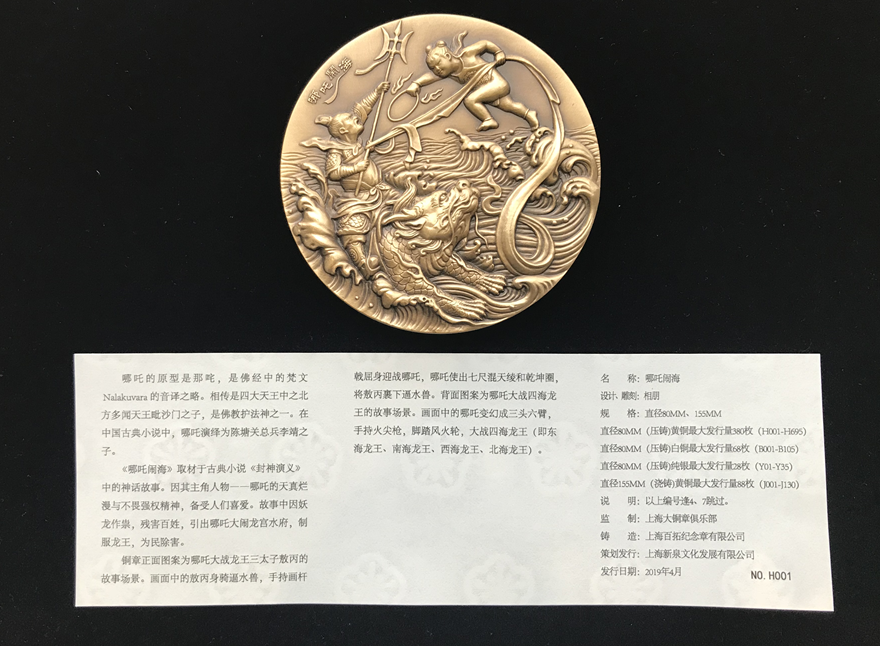 哪吒鬧海
哪吒的原型是那咤，是佛经中的梵文
Nalakuvara 的音译之略。相传是四大天王中之北
方多闻天王毗沙门之子，是佛教护法神之一。在
中国古典小说中，哪吒演绎为陈塘关总兵李靖之
子。
《哪吒闹海》取材于古典小说《封神演义》
中的神话故事。因其主角人物——哪吒的天真烂
漫与不畏强权精神，备受人们喜爱。故事中因妖
龙作祟，残害百姓，引出哪吒大闹龙宫水府，制
服龙王，为民除害。
铜章正面图案为哪吒大战龙王三太子敖丙的
故事场景。画面中的敖丙身骑逼水兽，手持画杆
戟屈身迎战哪吒，哪吒使出七尺混天绫和乾坤圈，
将敖丙裹下逼水兽。背面图案为哪吒大战四海龙
王的故事场景。画面中的哪吒变幻成三头六臂，
手持火尖枪，脚踏风火轮，大战四海龙王（即东
海龙王、南海龙王、西海龙王、北海龙王）。
名 称：哪吒闹海
设计、雕刻：相朋
规 格：直径80MM、155MM
直径80MM（压铸)黄铜最大发行量380枚（H001-H695)
直径80MM（压铸)白铜最大发行量68枚（B001-B105)
直径80MM（压铸)纯银最大发行量28枚（Y01-Y35)
直径155MM（浇铸)黄铜最大发行量88枚（J001-J130)
说 明：以上编号逢4、7跳过。
监 制：上海大铜章俱乐部
铸 造：上海百拓纪念章有限公司
策划发行：上海新泉文化发展有限公司
发行日期：2019年4月
NO. H001